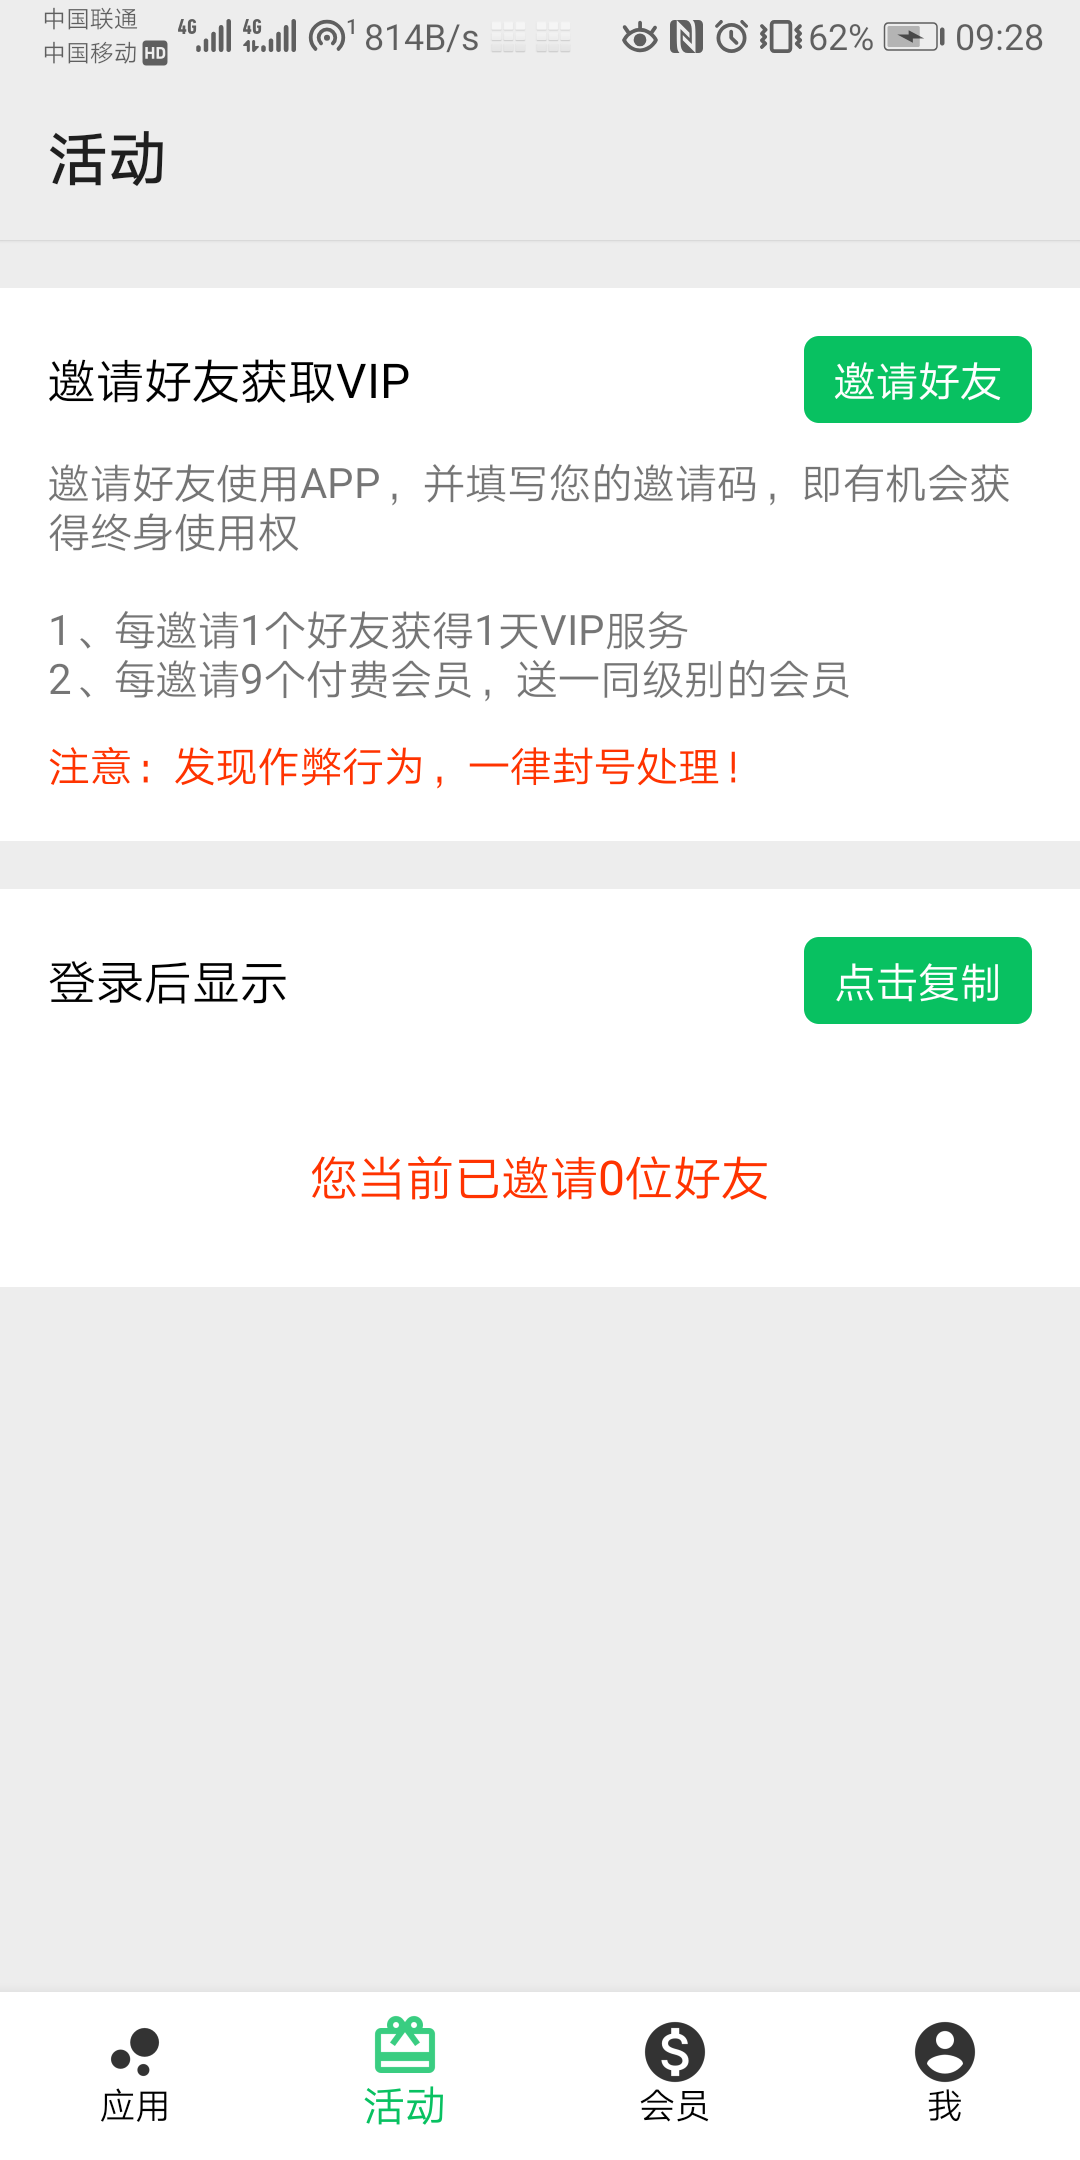 中国联通
中国移动 HD
4G 4G 1 814B/s 62% 09:28
活动
邀请好友获取VIP
邀请好友
邀请好友使用APP，并填写您的邀请码，即有机会获
得终身使用权
1、每邀请1个好友获得1天VIP服务
2、每邀请9个付费会员，送一同级别的会员
注意：发现作弊行为，一律封号处理！
登录后显示
点击复制
您当前已邀请0位好友
应用
活动
会员
我